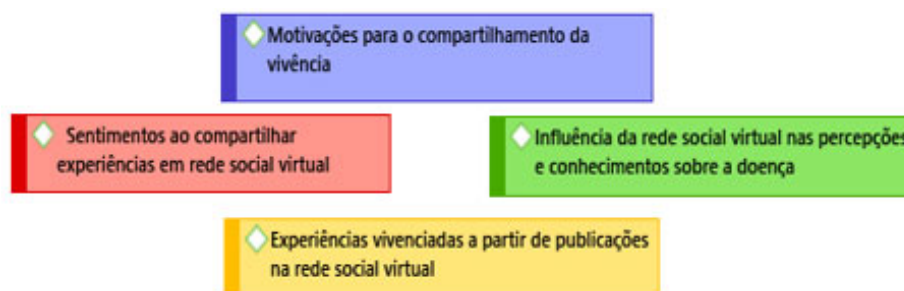 Motivações para o compartilhamento da
vivência
Sentimentos ao compartilhar
experiências em rede social virtual
Influência da rede social virtual nas percepções
e conhecimentos sobre a doença
Experiências vivenciadas a partir de publicações
na rede social virtual